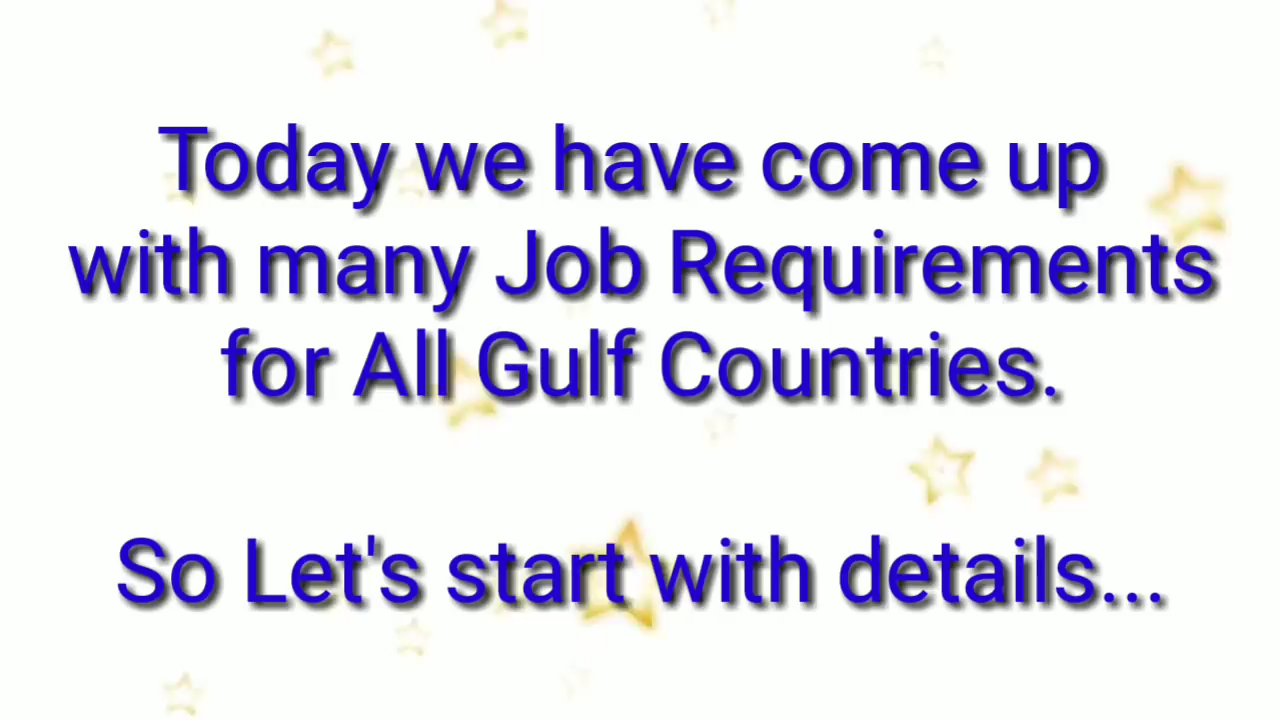 Today we have come up
with many Job Requirements
for All Gulf Countries.
So Let's start with details...